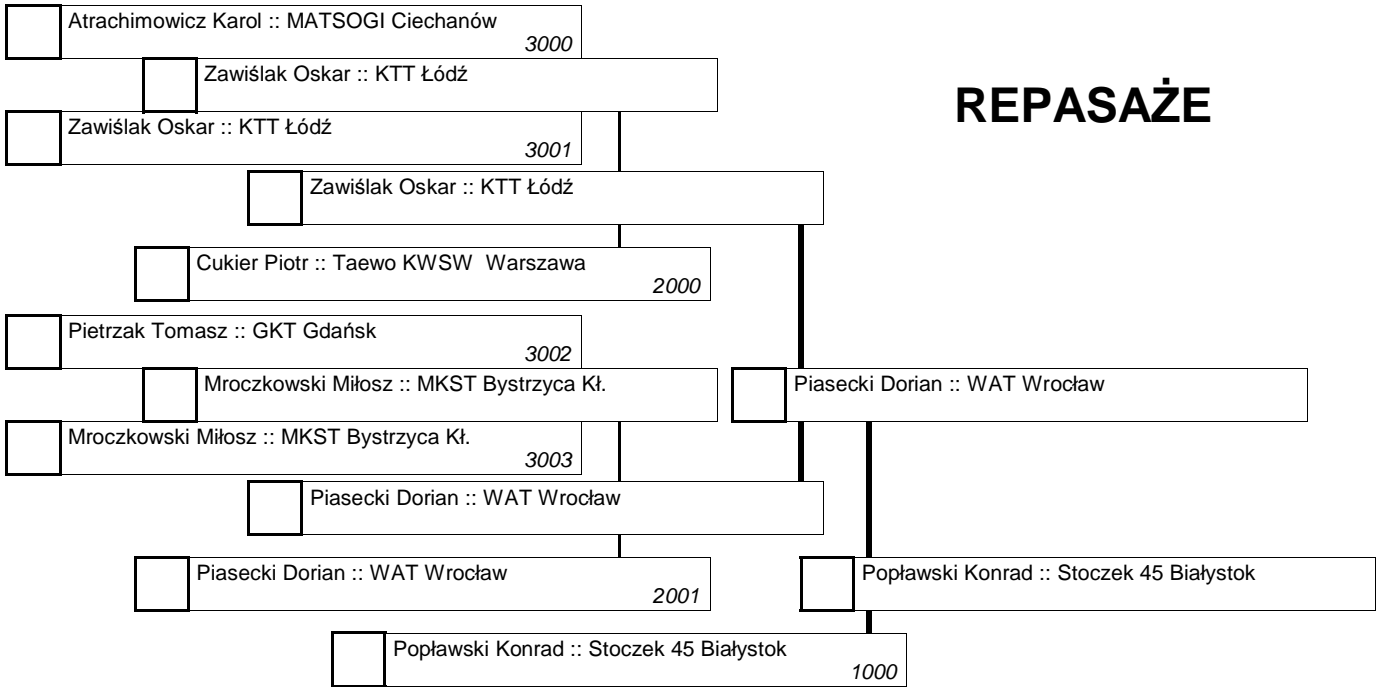 Atrachimowicz Karol :: MATSOGI Ciechanów
3000
Zawiślak Oskar :: KTT Łódź
REPASAŻE
Zawiślak Oskar :: KTT Łódź
3001
Zawiślak Oskar :: KTT Łódź
Cukier Piotr :: Taewo KWSW  Warszawa
2000
Pietrzak Tomasz :: GKT Gdańsk
3002
Mroczkowski Miłosz :: MKST Bystrzyca Kł.
Piasecki Dorian :: WAT Wrocław
Mroczkowski Miłosz :: MKST Bystrzyca Kł.
3003
Piasecki Dorian :: WAT Wrocław
Piasecki Dorian :: WAT Wrocław
2001
Popławski Konrad :: Stoczek 45 Białystok
Popławski Konrad :: Stoczek 45 Białystok
1000